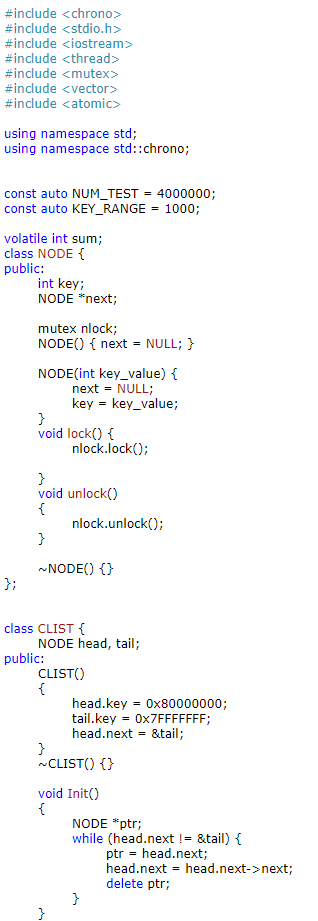 #include <chrono>
#include <stdio.h>
#include <iostream>
#include <thread>
#include <mutex>
#include <vector>
#include <atomic>

using namespace std;
using namespace std::chrono;


const auto NUM_TEST = 4000000;
const auto KEY_RANGE = 1000;

volatile int sum;
class NODE {
public:
	int key;
	NODE *next;

	mutex nlock;
	NODE() { next = NULL; }

	NODE(int key_value) {
		next = NULL;
		key = key_value;
	}
	void lock() {
		nlock.lock();

	}
	void unlock()
	{
		nlock.unlock();
	}

	~NODE() {}
};


class CLIST {
	NODE head, tail;
public:
	CLIST()
	{
		head.key = 0x80000000;
		tail.key = 0x7FFFFFFF;
		head.next = &tail;
	}
	~CLIST() {}

	void Init()
	{
		NODE *ptr;
		while (head.next != &tail) {
			ptr = head.next;
			head.next = head.next->next;
			delete ptr;
		}
	}